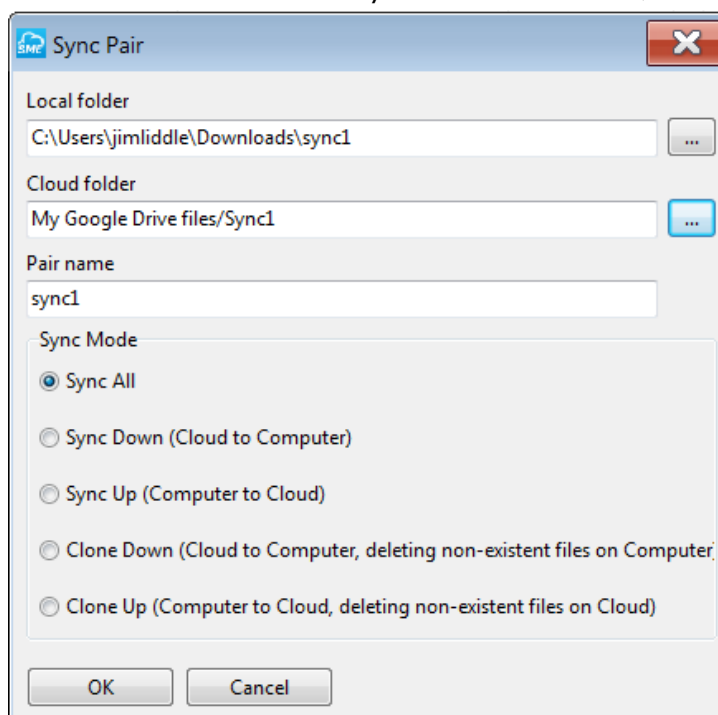 SME
Sync Pair
Local folder
C:\Users\jimliddle\Downloads\sync1
...
Cloud folder
My Google Drive files/Sync1
...
Pair name
sync1
Sync Mode
Sync All
Sync Down (Cloud to Computer)
Sync Up (Computer to Cloud)
Clone Down (Cloud to Computer, deleting non-existent files on Computer)
Clone Up (Computer to Cloud, deleting non-existent files on Cloud)
OK Cancel